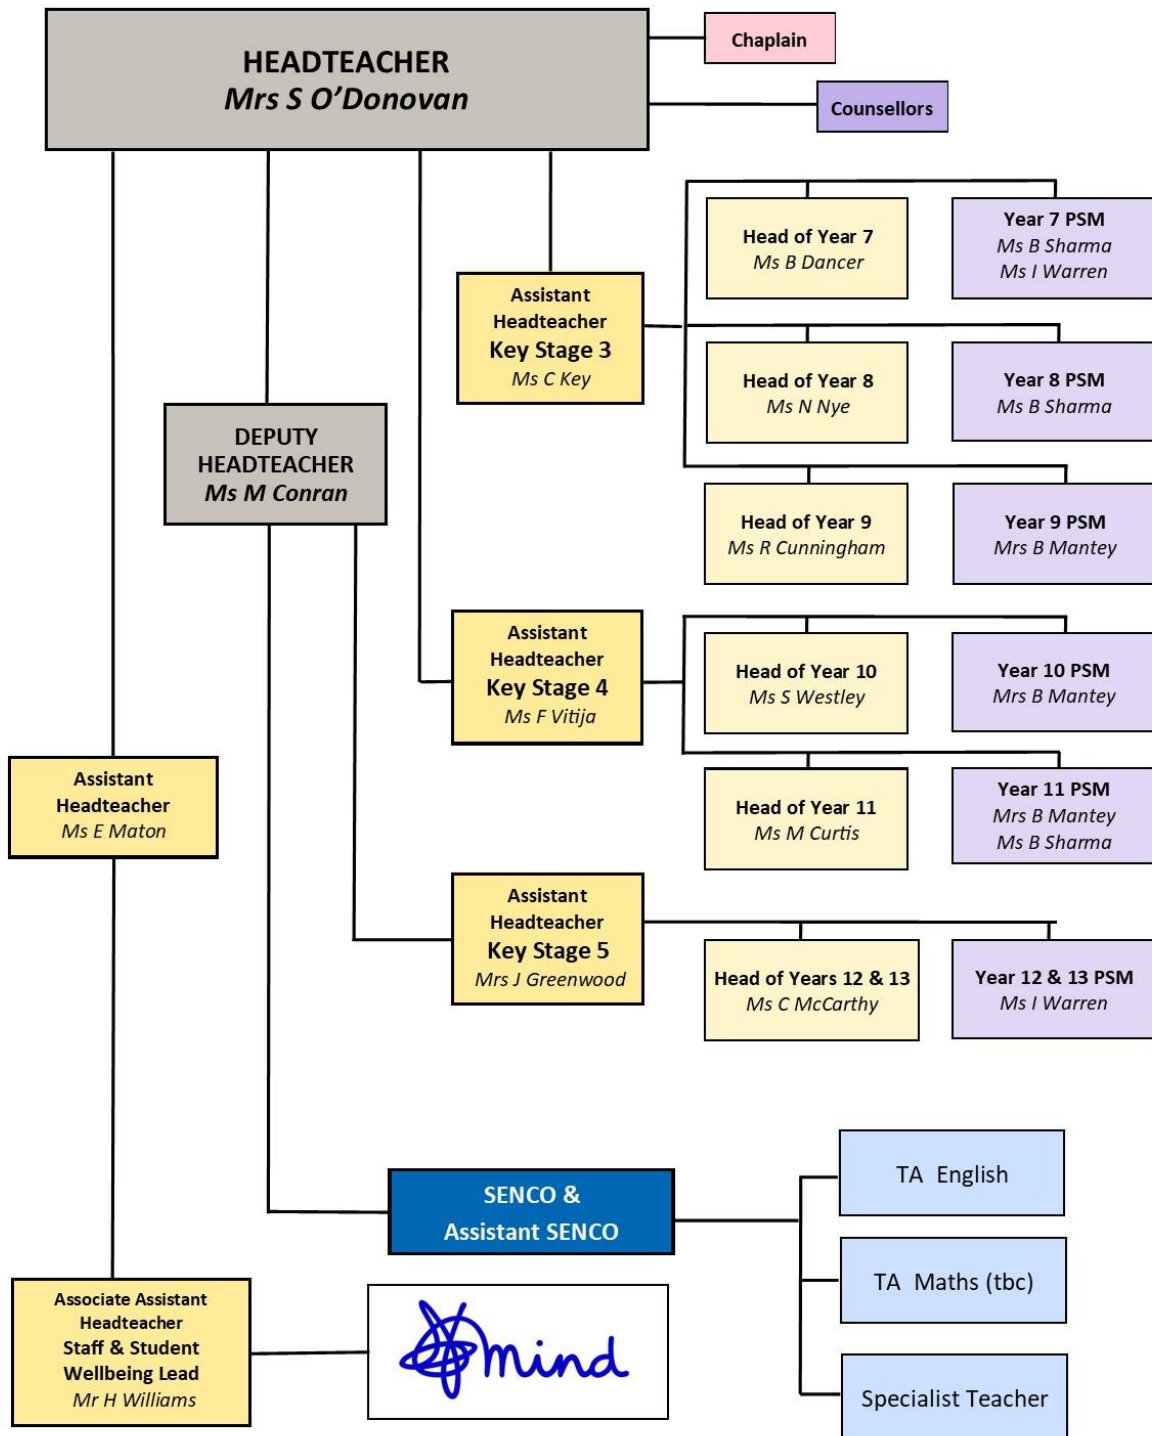 HEADTEACHER
Mrs S O’Donovan
Chaplain
Counsellors
Head of Year 7
Ms B Dancer
Year 7 PSM
Ms B Sharma
Ms I Warren
Assistant
Headteacher
Key Stage 3
Ms C Key
Head of Year 8
Ms N Nye
Year 8 PSM
Ms B Sharma
DEPUTY
HEADTEACHER
Ms M Conran
Head of Year 9
Ms R Cunningham
Year 9 PSM
Mrs B Mantey
Assistant
Headteacher
Key Stage 4
Ms F Vitija
Head of Year 10
Ms S Westley
Year 10 PSM
Mrs B Mantey
Assistant
Headteacher
Ms E Maton
Head of Year 11
Ms M Curtis
Year 11 PSM
Mrs B Mantey
Ms B Sharma
Assistant
Headteacher
Key Stage 5
Mrs J Greenwood
Head of Years 12 & 13
Ms C McCarthy
Year 12 & 13 PSM
Ms I Warren
SENCO &
Assistant SENCO
TA English
TA Maths (tbc)
Specialist Teacher
Associate Assistant
Headteacher
Staff & Student
Wellbeing Lead
Mr H Williams
mind